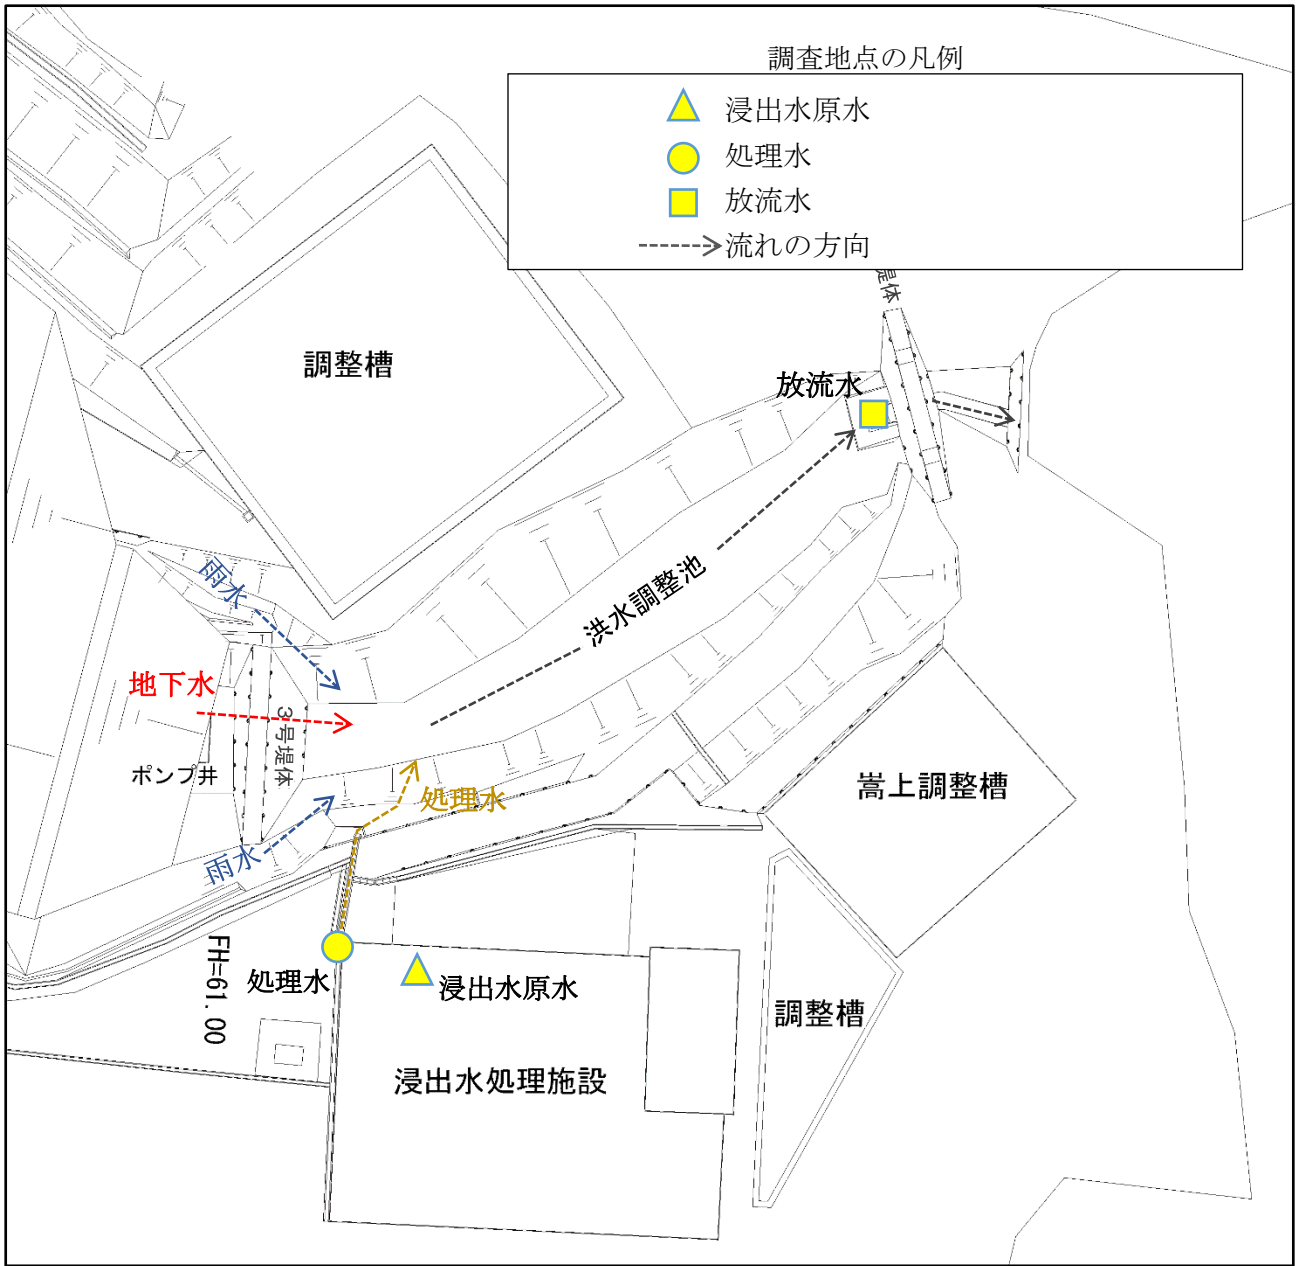 調査地点の凡例
浸出水原水
処理水
放流水
流れの方向
堤体
調整槽
放流水
雨水
洪水調整池
地下水
3号堤体
ポンプ井
処理水
嵩上調整槽
雨水
FH=61.00
処理水
浸出水原水
調整槽
浸出水処理施設